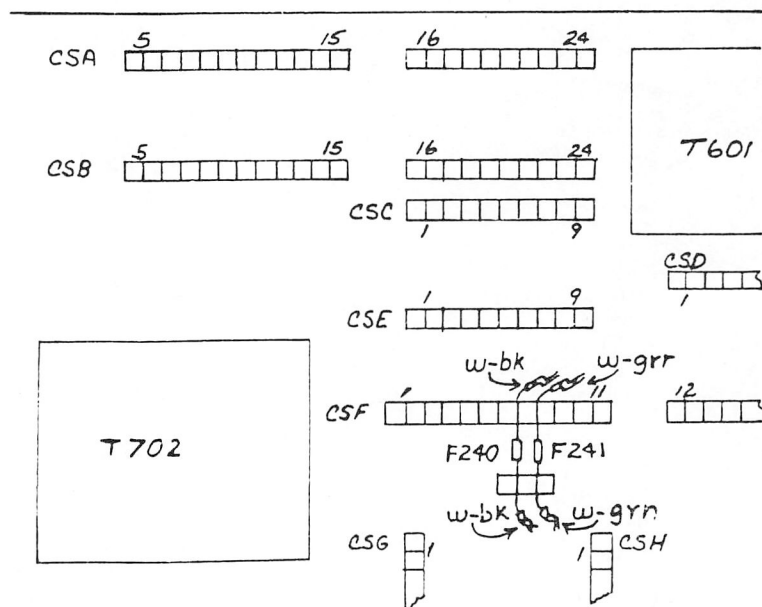 5 15 16 24
CSA
T601
5 15 16 24
CSB
CSC
1 9
CSD
1
1 9
CSE
w-bk w-grr
1 11 12
CSF
T702
F240 F241
w-bk w-grn
CSG 1 1 CSH